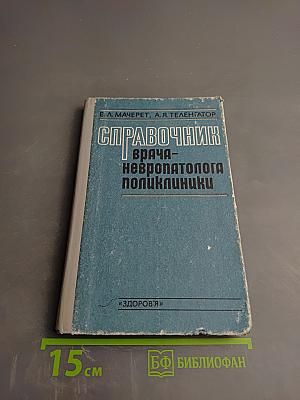 Е. Л. МАЧЕРЕТ, А. Я. ТЕЛЕНГАТОР
СПРАВОЧНИК
врача-
невропатолога
поликлиники
«ЗДОРОВ'Я»
15 см
БФ БИБЛИОФАН